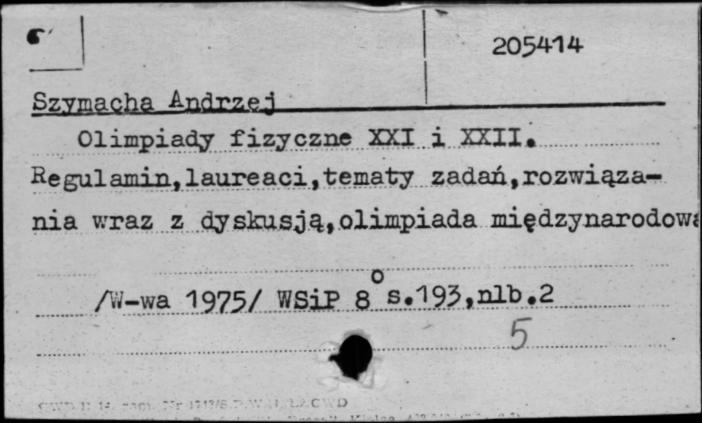 205414
Szymacha Andrzej
Olimpiady fizyczne XXI i XXII.
Regulamin,laureaci,tematy zadań,rozwiąza-
nia wraz z dyskusją,olimpiada międzynarodowa
/W-wa 1975/ WSiP 8° s.193,nlb.2
5